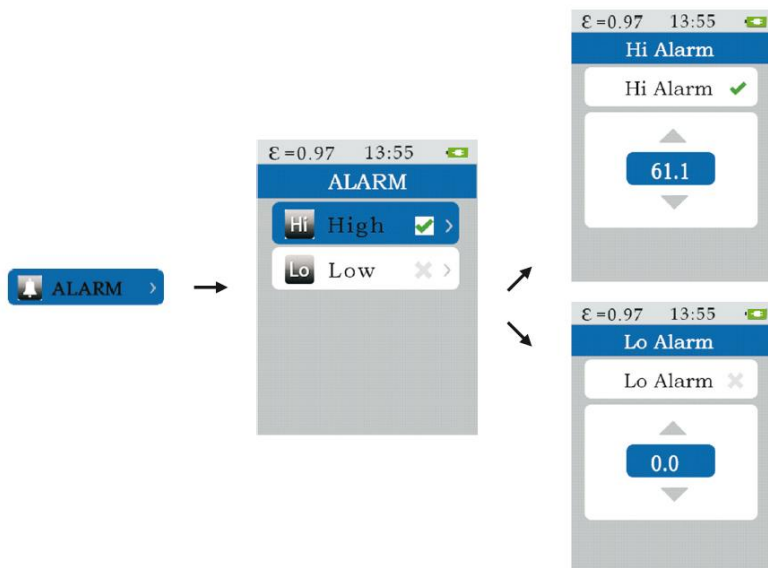 ALARM
ε=0.97 13:55
ALARM
Hi High
Lo Low
ε=0.97 13:55
Hi Alarm
Hi Alarm
61.1
ε=0.97 13:55
Lo Alarm
Lo Alarm
0.0